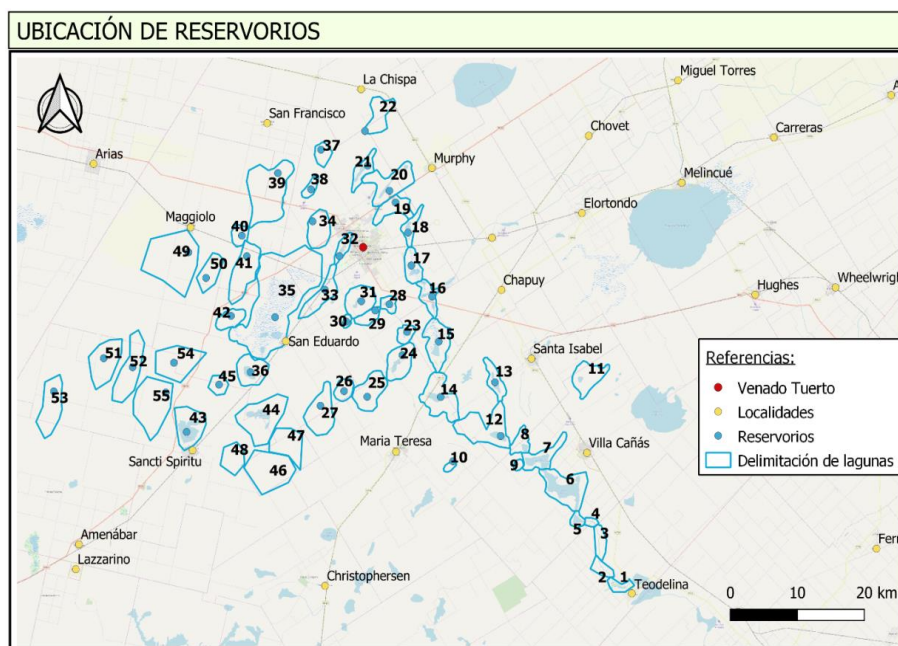 UBICACIÓN DE RESERVORIOS
La Chispa
Miguel Torres
22
San Francisco
Chovet
Carreras
37
Arias
21
Murphy
39
38
20
Melincué
19
Maggiolo
34
Elortondo
40
18
32
49
50
41
17
Chapuy
Hughes
Wheelwrigh
35
33
31
28
16
42
30
29
23
San Eduardo
15
51
52
54
24
Santa Isabel
Referencias:
Venado Tuerto
Localidades
Reservorios
Delimitación de lagunas
36
45
13
11
53
55
26
25
14
43
44
27
12
47
8
Sancti Spiritu
48
Maria Teresa
7
Villa Cañás
46
10
9
6
4
5
3
Amenábar
Ferr
Lazzarino
Christophersen
2
1
Teodelina
0
10
20 km